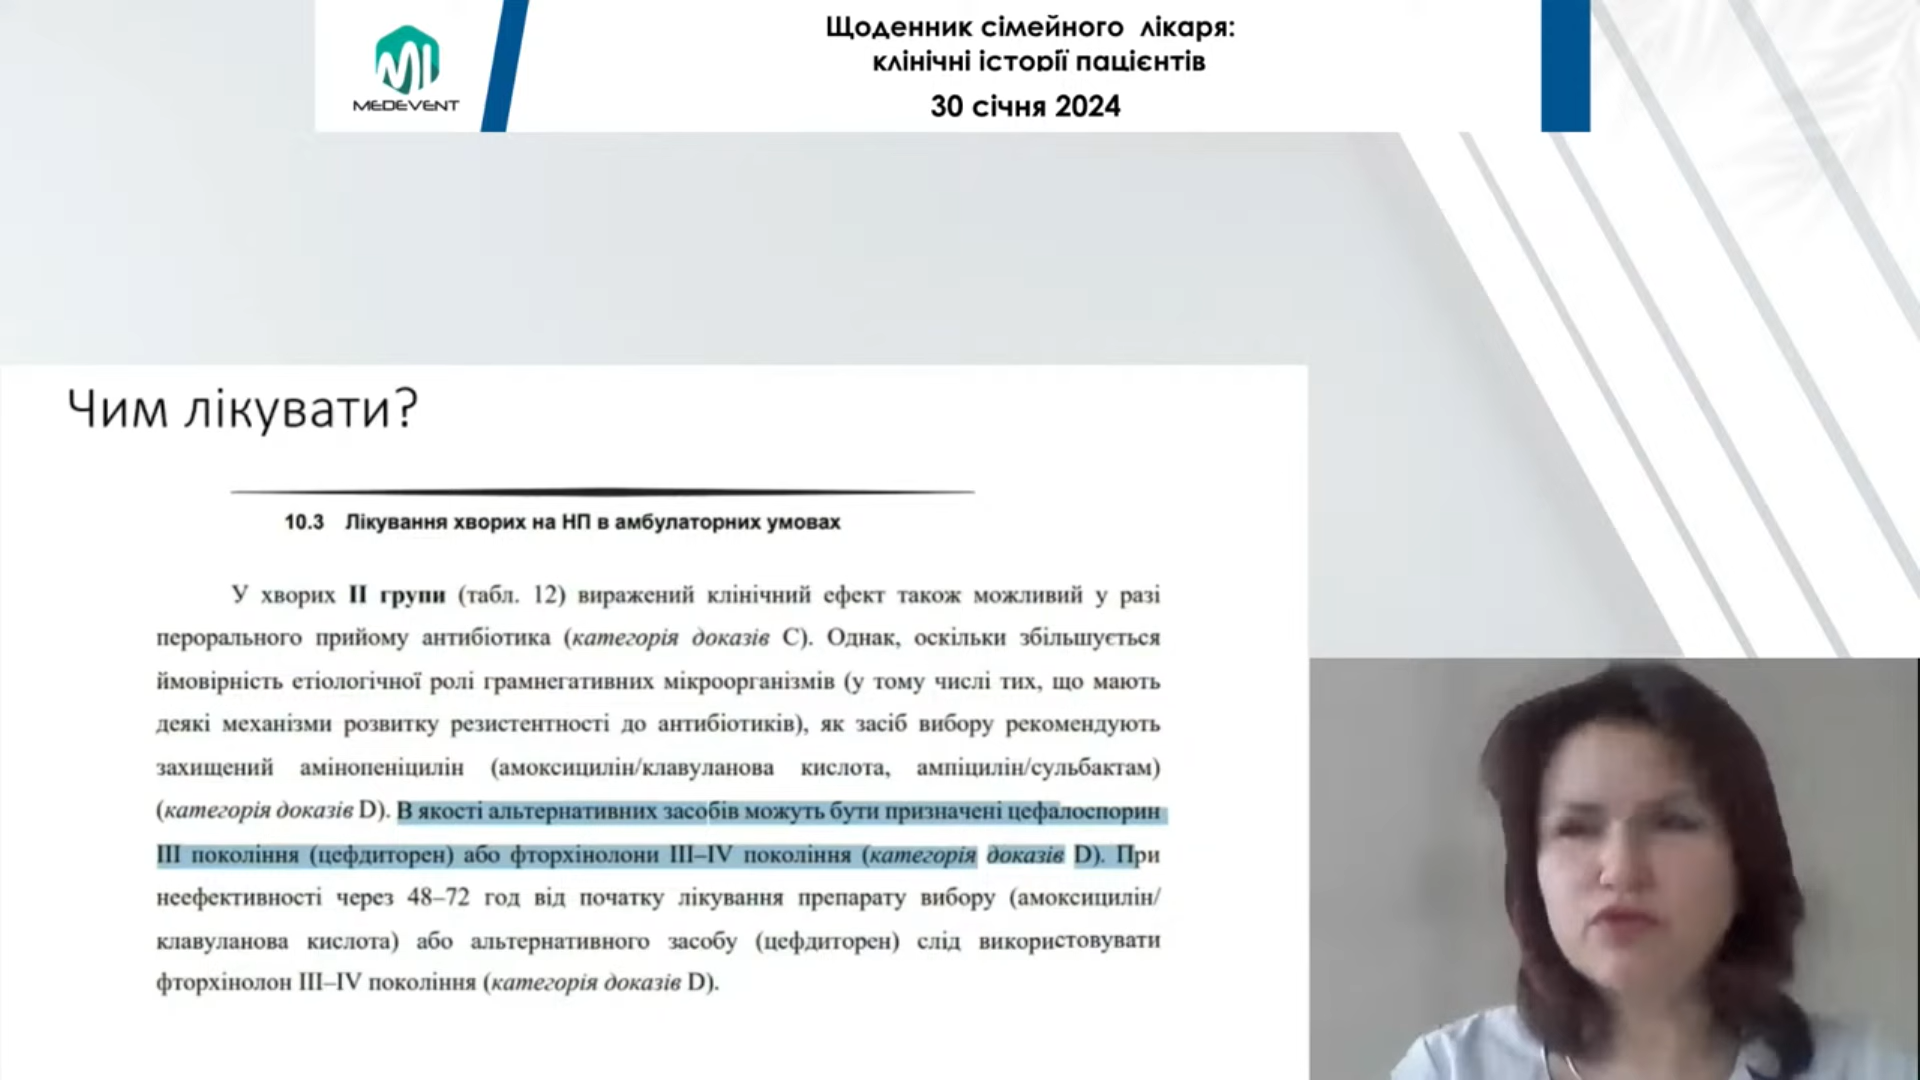 MEDEVENT
Щоденник сімейного лікаря:
клінічні історії пацієнтів
30 січня 2024
Чим лікувати?
10.3 Лікування хворих на НП в амбулаторних умовах
У хворих II групи (табл. 12) виражений клінічний ефект також можливий у разі
перорального прийому антибіотика (категорія доказів С). Однак, оскільки збільшується
ймовірність етіологічної ролі грамнегативних мікроорганізмів (у тому числі тих, що мають
деякі механізми розвитку резистентності до антибіотиків), як засіб вибору рекомендують
захищений амінопеніцилін (амоксицилін/клавуланова кислота, ампіцилін/сульбактам)
(категорія доказів D). В якості альтернативних засобів можуть бути призначені цефалоспорин
III покоління (цефдиторен) або фторхінолони III–IV покоління (категорія доказів D). При
неефективності через 48–72 год від початку лікування препарату вибору (амоксицилін/
клавуланова кислота) або альтернативного засобу (цефдиторен) слід використовувати
фторхінолон III–IV покоління (категорія доказів D).